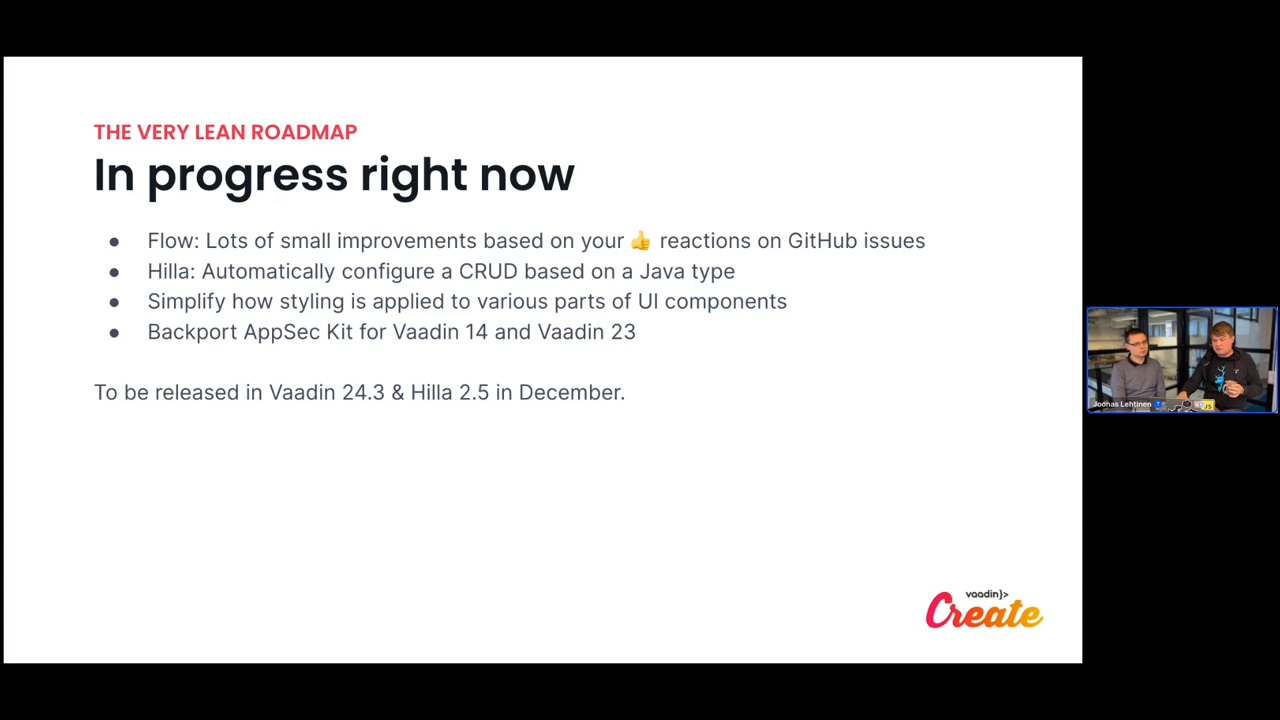 THE VERY LEAN ROADMAP
In progress right now
● Flow: Lots of small improvements based on your 👍 reactions on GitHub issues
● Hilla: Automatically configure a CRUD based on a Java type
● Simplify how styling is applied to various parts of UI components
● Backport AppSec Kit for Vaadin 14 and Vaadin 23
To be released in Vaadin 24.3 & Hilla 2.5 in December.
Joonas Lehtinen
JS
vaadin}>
Create